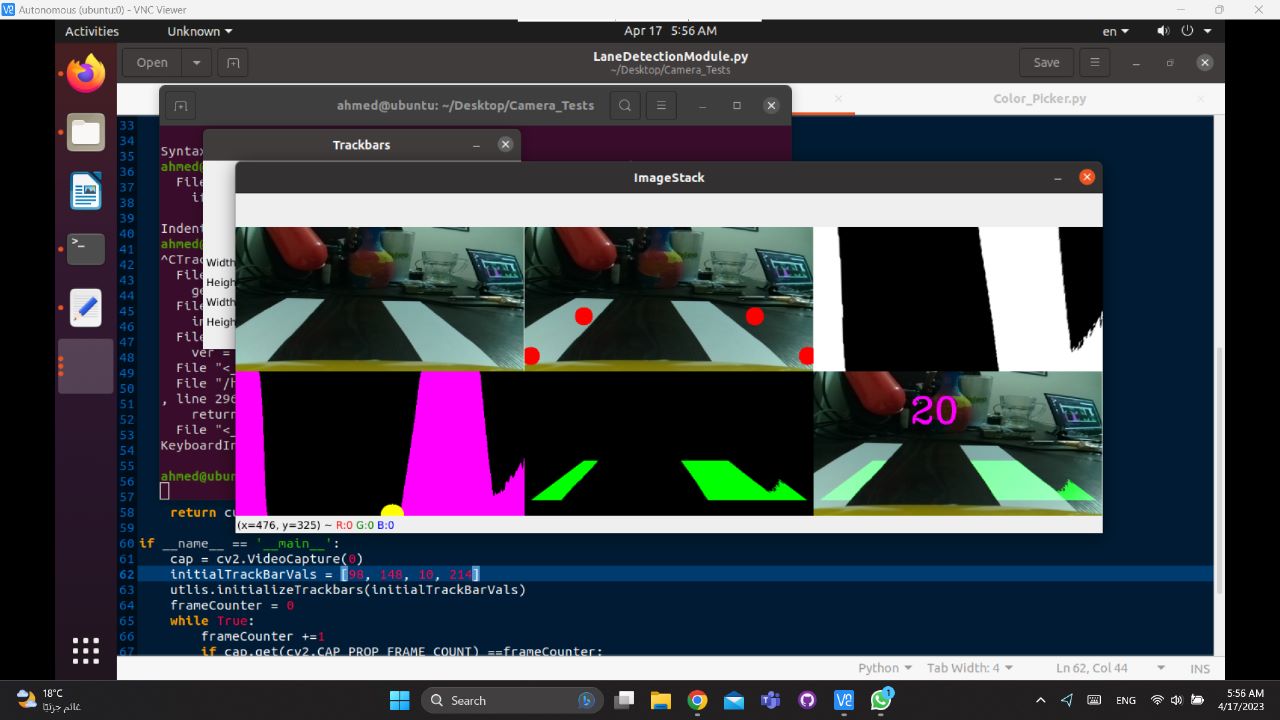 Autonomous (ubuntu:0) - VNC Viewer
Activities Unknown Apr 17 5:56 AM en
Open LaneDetectionModule.py Save
~/Desktop/Camera_Tests
ahmed@ubuntu: ~/Desktop/Camera_Tests Color_Picker.py
Trackbars
ImageStack
33
34
35
36
37
38
39
40
41
42
43
44
45
46
47
48
49
50
51
52
53
54
55
56
57
Synta
ahmed@
File
i
Indent
ahmed@
^CTrac
File
ge
File
in
File
ver =
File "<_
File "/h
, line 296
return
File "<_
KeyboardIn
ahmed@ubun
Width
Heigh
Width
Heigh
20
(x=476, y=325) ~ R:0 G:0 B:0
58 return cu
59
60 if __name__ == '__main__':
61 cap = cv2.VideoCapture(0)
62 initialTrackBarVals = [98, 148, 10, 214]
63 utlis.initializeTrackbars(initialTrackBarVals)
64 frameCounter = 0
65 while True:
66 frameCounter +=1
67 if cap.get(cv2.CAP_PROP_FRAME_COUNT) ==frameCounter:
Python Tab Width: 4 Ln 62, Col 44 INS
18°C
غائم جزئيًا
Search
1
ENG
5:56 AM
4/17/2023